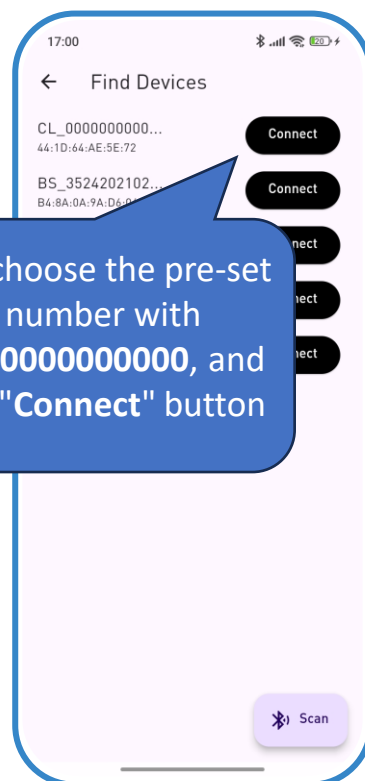 17:00
20
Find Devices
CL_0000000000...
44:1D:64:AE:5E:72
Connect
BS_3524202102...
Connect
choose the pre-set
number with
0000000000, and
"Connect" button
Scan